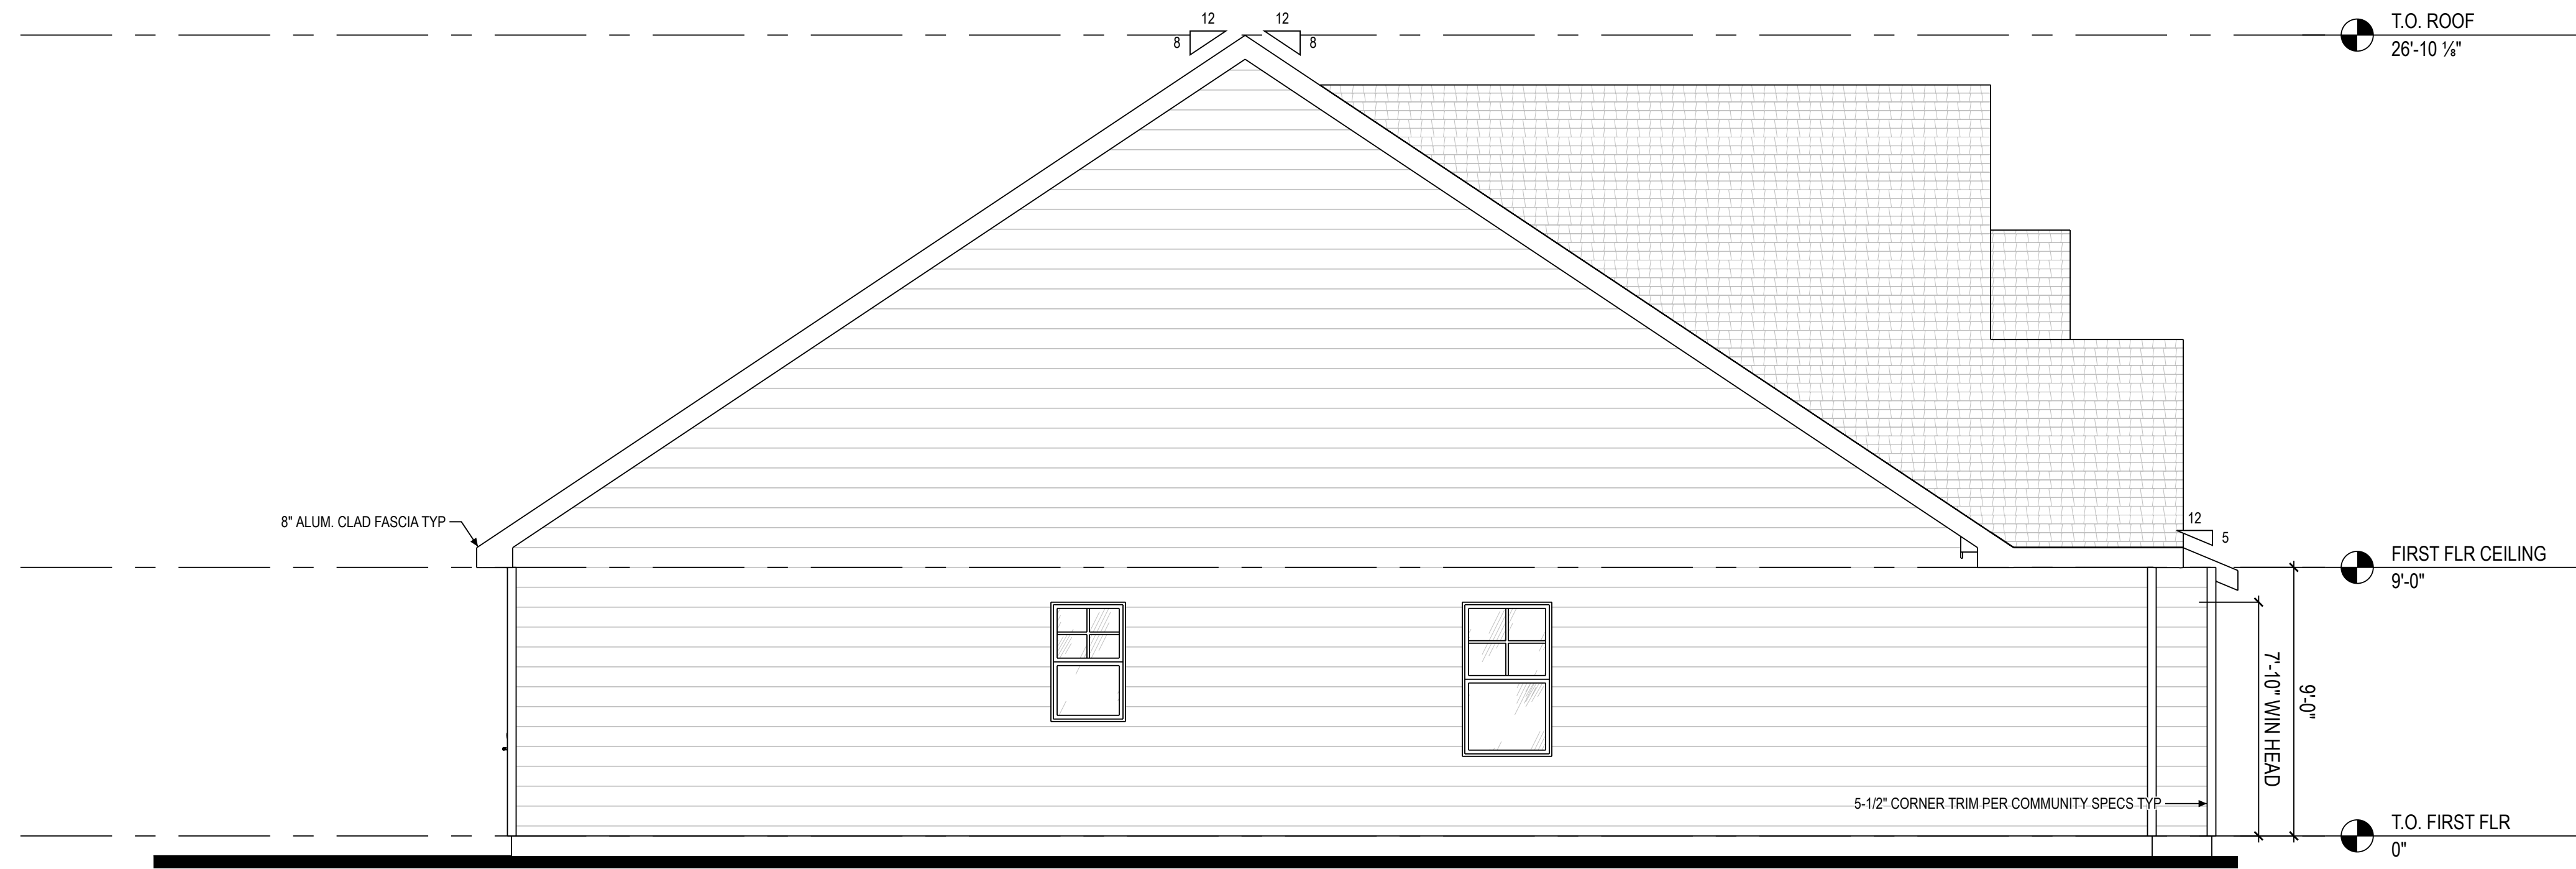 12
12
8
8
T.O. ROOF
26'-10 ⅛"
8" ALUM. CLAD FASCIA TYP
12
5
FIRST FLR CEILING
9'-0"
7'-10" WIN HEAD
9'-0"
5-1/2" CORNER TRIM PER COMMUNITY SPECS TYP
T.O. FIRST FLR
0"